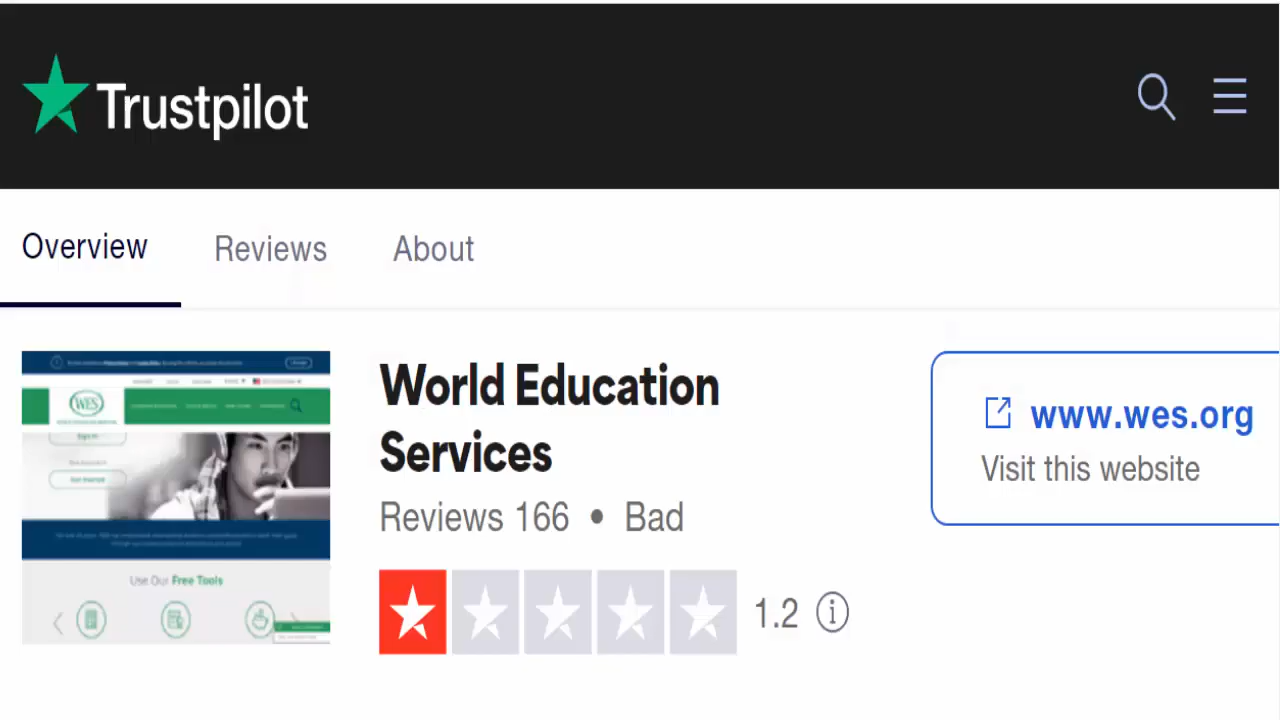 Trustpilot
Overview Reviews About
WES
Use Our Free Tools
World Education
Services
Reviews 166 • Bad
1.2
www.wes.org
Visit this website